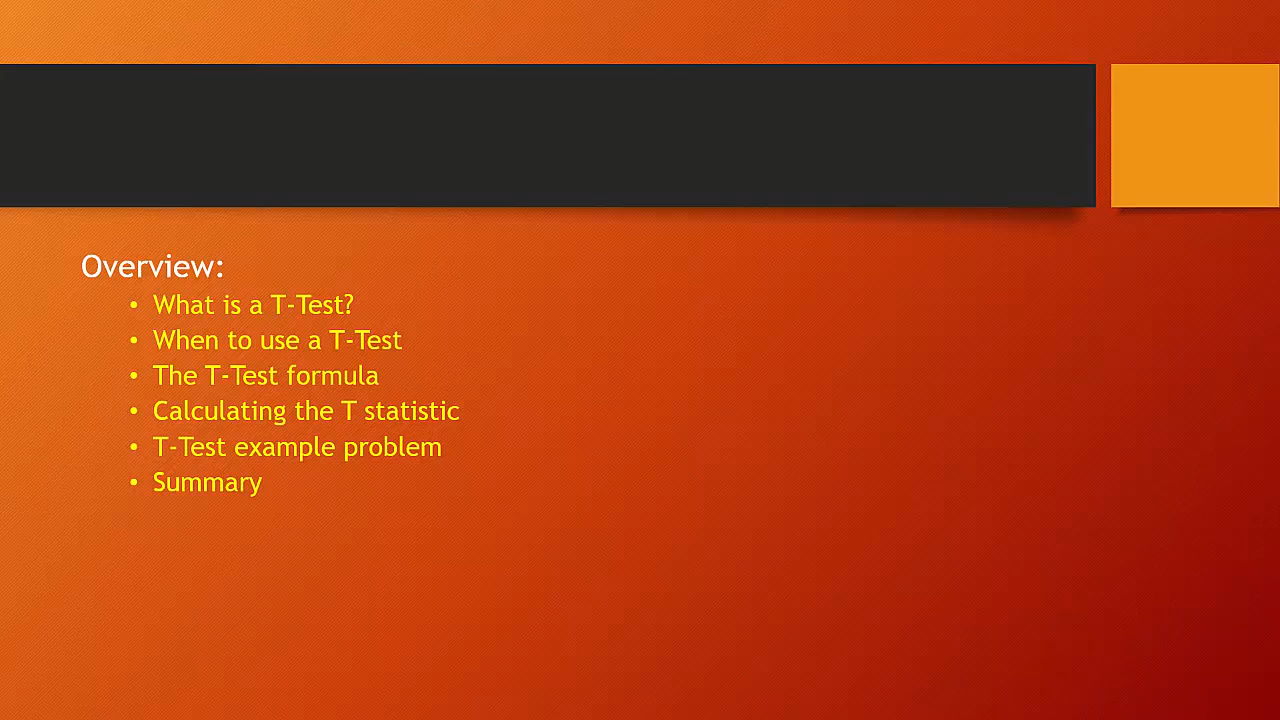 Overview:
• What is a T-Test?
• When to use a T-Test
• The T-Test formula
• Calculating the T statistic
• T-Test example problem
• Summary